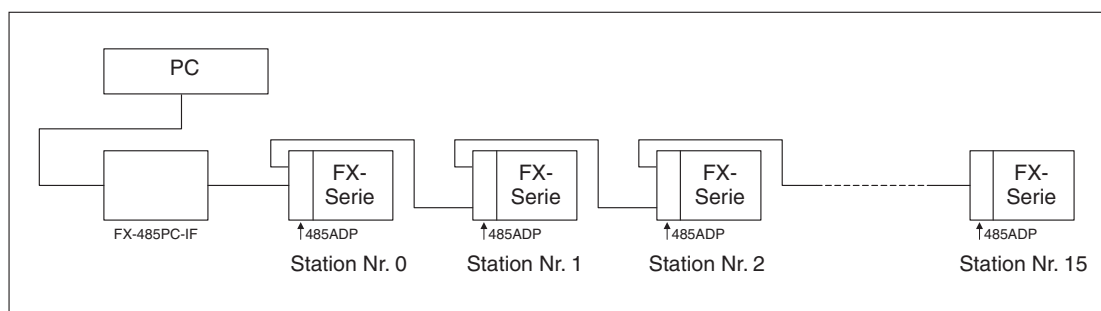 PC
FX-
Serie
FX-
Serie
FX-
Serie
FX-
Serie
FX-485PC-IF
485ADP
485ADP
485ADP
485ADP
Station Nr. 0
Station Nr. 1
Station Nr. 2
Station Nr. 15